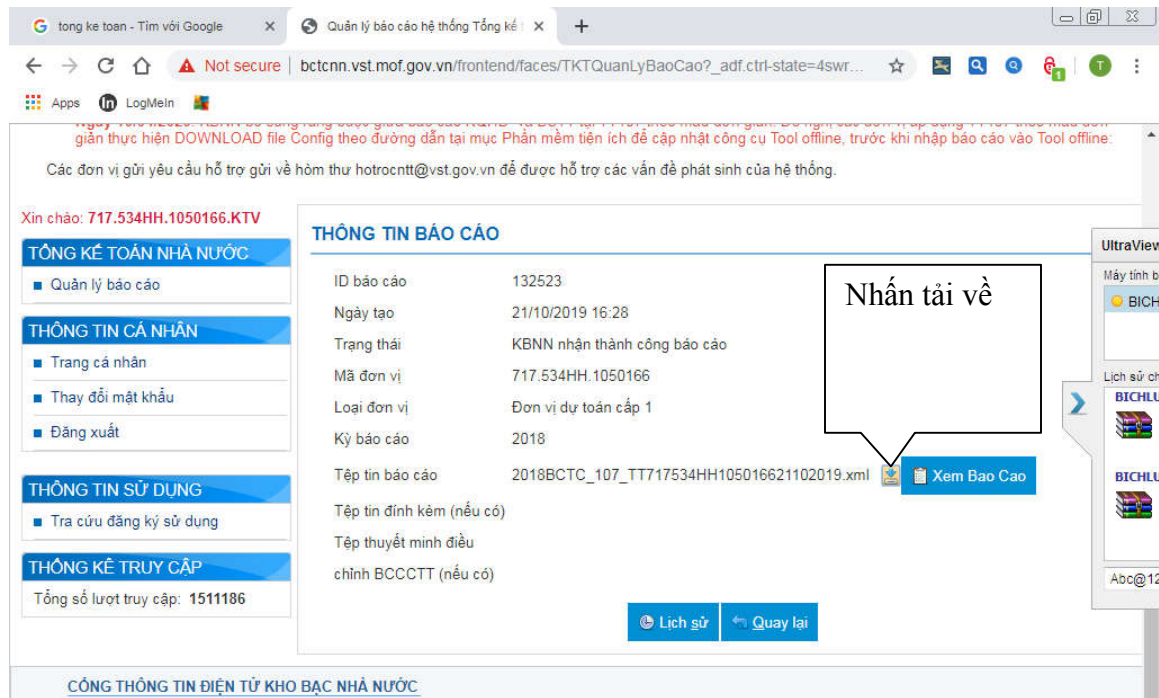 tong ke toan - Tìm với Google
Quản lý báo cáo hệ thống Tổng kế
Not secure | bctcnn.vst.mof.gov.vn/frontend/faces/TKTQuanLyBaoCao?_adf.ctrl-state=4swr...
Apps LogMeIn
giản thực hiện DOWNLOAD file Config theo đường dẫn tại mục Phần mềm tiện ích để cập nhật công cụ Tool offline, trước khi nhập báo cáo vào Tool offline:
Các đơn vị gửi yêu cầu hỗ trợ gửi về hòm thư hotrocntt@vst.gov.vn để được hỗ trợ các vấn đề phát sinh của hệ thống.
Xin chào: 717.534HH.1050166.KTV
TỔNG KẾ TOÁN NHÀ NƯỚC
Quản lý báo cáo
THÔNG TIN CÁ NHÂN
Trang cá nhân
Thay đổi mật khẩu
Đăng xuất
THÔNG TIN SỬ DỤNG
Tra cứu đăng ký sử dụng
THỐNG KÊ TRUY CẬP
Tổng số lượt truy cập: 1511186
THÔNG TIN BÁO CÁO
ID báo cáo 132523
Ngày tạo 21/10/2019 16:28
Trạng thái KBNN nhận thành công báo cáo
Mã đơn vị 717.534HH.1050166
Loại đơn vị Đơn vị dự toán cấp 1
Kỳ báo cáo 2018
Tệp tin báo cáo 2018BCTC_107_TT717534HH105016621102019.xml Xem Bao Cao
Tệp tin đính kèm (nếu có)
Tệp thuyết minh điều
chỉnh BCCCTT (nếu có)
Lịch sử Quay lại
Nhấn tải về
UltraView
Máy tính b
BICH
Lịch sử ch
BICHLU
BICHLU
Abc@12
CỔNG THÔNG TIN ĐIỆN TỬ KHO BẠC NHÀ NƯỚC